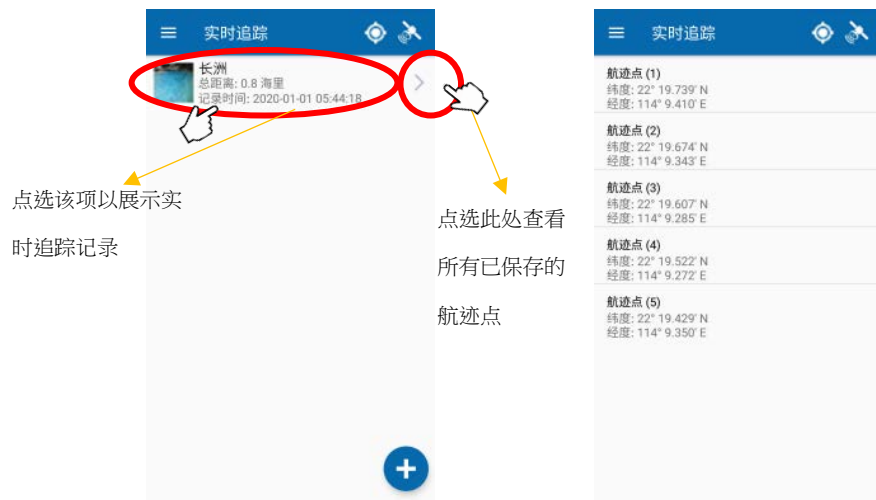 实时追踪
长洲
总距离: 0.8 海里
记录时间: 2020-01-01 05:44:18
点选该项以展示实
时追踪记录
点选此处查看
所有已保存的
航迹点
实时追踪
航迹点 (1)
纬度: 22° 19.739' N
经度: 114° 9.410' E
航迹点 (2)
纬度: 22° 19.674' N
经度: 114° 9.343' E
航迹点 (3)
纬度: 22° 19.607' N
经度: 114° 9.285' E
航迹点 (4)
纬度: 22° 19.522' N
经度: 114° 9.272' E
航迹点 (5)
纬度: 22° 19.429' N
经度: 114° 9.350' E